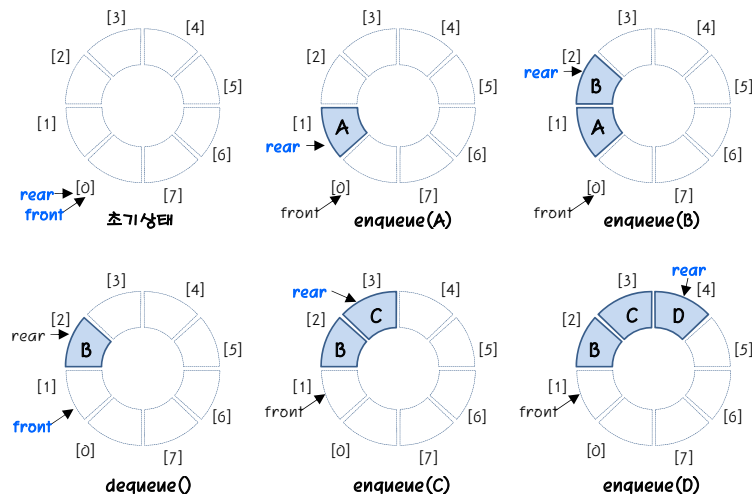 [3] [4]
[2] [5]
[1] [6]
[0] [7]
rear
front
초기상태
[3] [4]
[2] [5]
[1] A [6]
rear
[0] [7]
front
enqueue(A)
[3] [4]
[2] [5]
rear B
[1] A [6]
[0] [7]
front
enqueue(B)
[3] [4]
[2] [5]
rear B
[1] [6]
front
[0] [7]
dequeue()
[3] [4]
rear C
[2] B [5]
[1] [6]
front
[0] [7]
enqueue(C)
rear
[3] [4]
C D
[2] B [5]
[1] [6]
front
[0] [7]
enqueue(D)